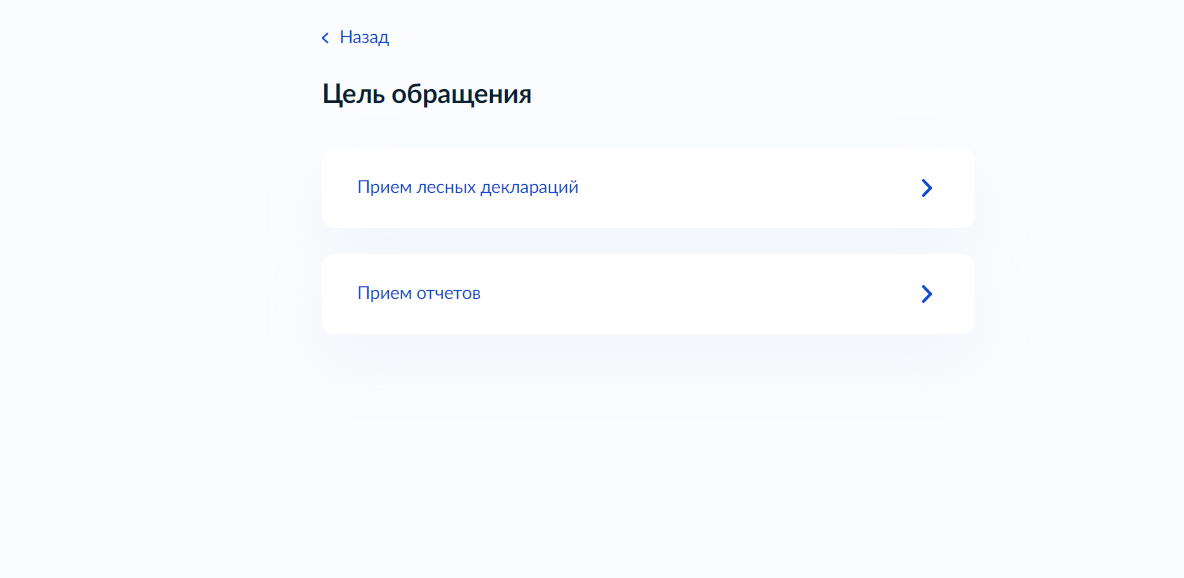 Назад
Цель обращения
Прием лесных деклараций
Прием отчетов